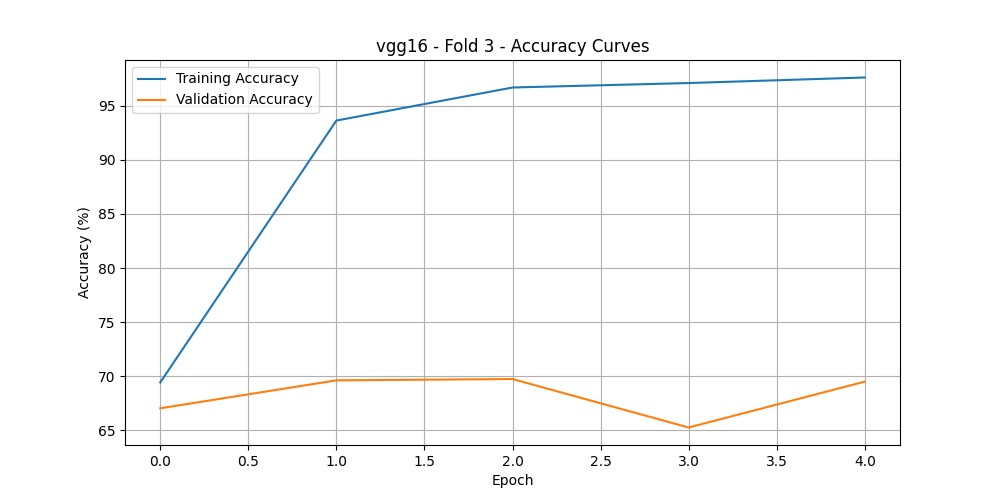 vgg16 - Fold 3 - Accuracy Curves
Training Accuracy
Validation Accuracy
Accuracy (%)
95
90
85
80
75
70
65
0.0 0.5 1.0 1.5 2.0 2.5 3.0 3.5 4.0
Epoch